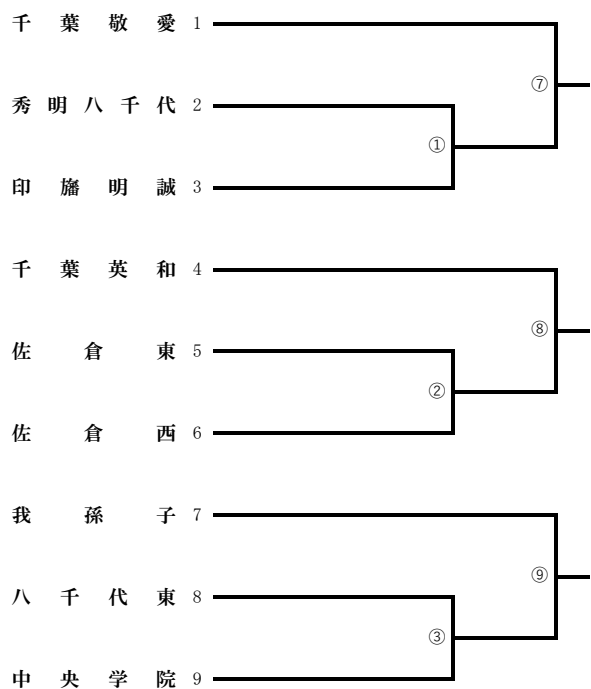 千葉敬愛 1
⑦
秀明八千代 2
①
印旛明誠 3
千葉英和 4
⑧
佐倉東 5
②
佐倉西 6
我孫子 7
⑨
八千代東 8
③
中央学院 9